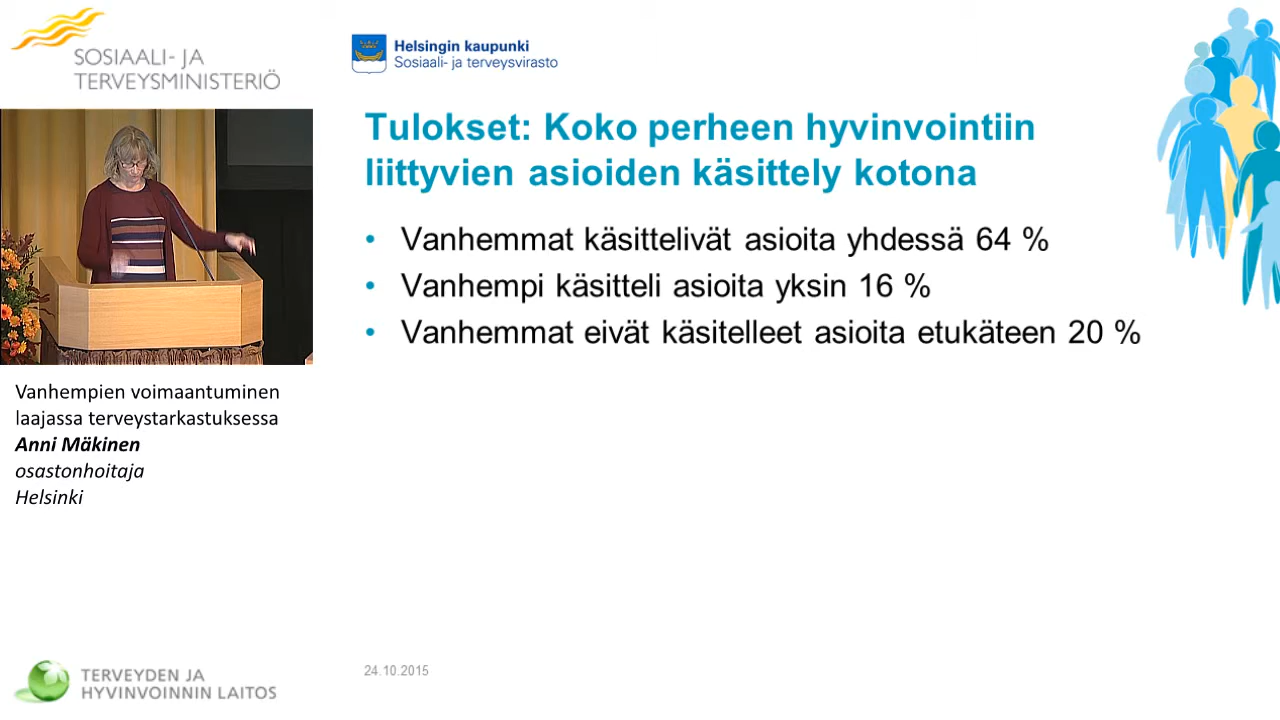 SOSIAALI- JA
TERVEYSMINISTERIÖ
Helsingin kaupunki
Sosiaali- ja terveysvirasto
Tulokset: Koko perheen hyvinvointiin
liittyvien asioiden käsittely kotona
• Vanhemmat käsittelivät asioita yhdessä 64 %
• Vanhempi käsitteli asioita yksin 16 %
• Vanhemmat eivät käsitelleet asioita etukäteen 20 %
Vanhempien voimaantuminen
laajassa terveystarkastuksessa
Anni Mäkinen
osastonhoitaja
Helsinki
TERVEYDEN JA
HYVINVOINNIN LAITOS
24.10.2015